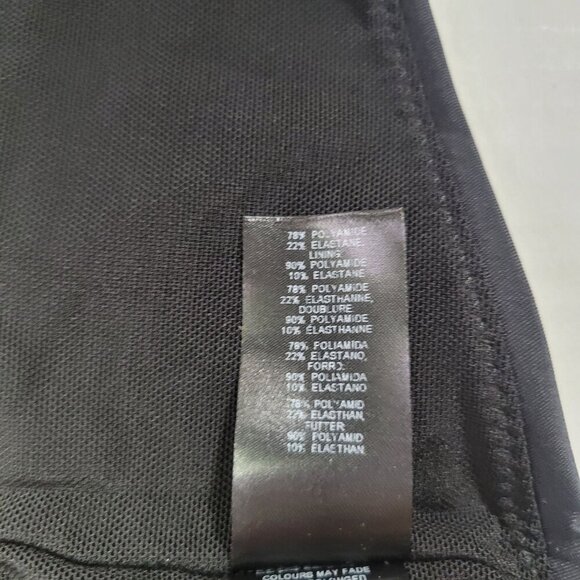 78% POLYAMIDE
22% ELASTANE,
LINING:
90% POLYAMIDE
10% ELASTANE
78% POLYAMIDE
22% ELASTHANNE,
DOUBLURE:
90% POLYAMIDE
10% ELASTHANNE
78% POLIAMIDA
22% ELASTANO,
FORRO:
90% POLIAMIDA
10% ELASTANO
78% POLYAMID
22% ELASTHAN,
FUTTER:
90% POLYAMID
10% ELASTHAN
COLOURS MAY FADE